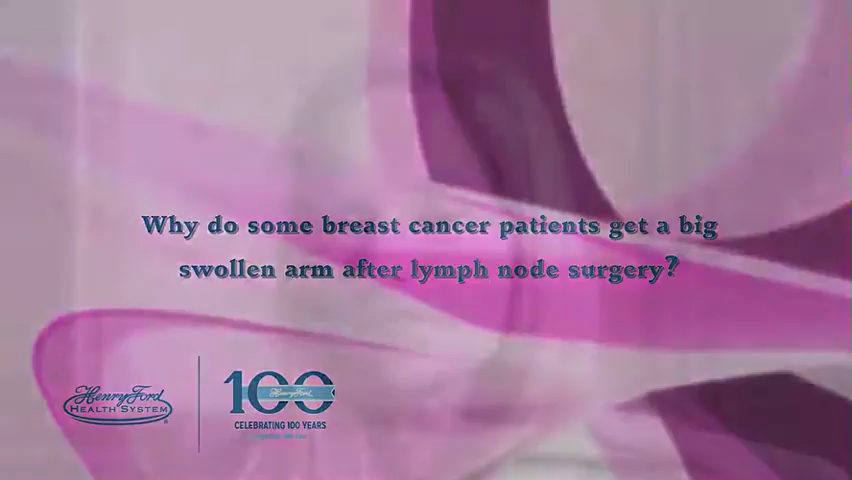 Why do some breast cancer patients get a big
swollen arm after lymph node surgery?
Henry Ford
HEALTH SYSTEM
100
Henry Ford
CELEBRATING 100 YEARS